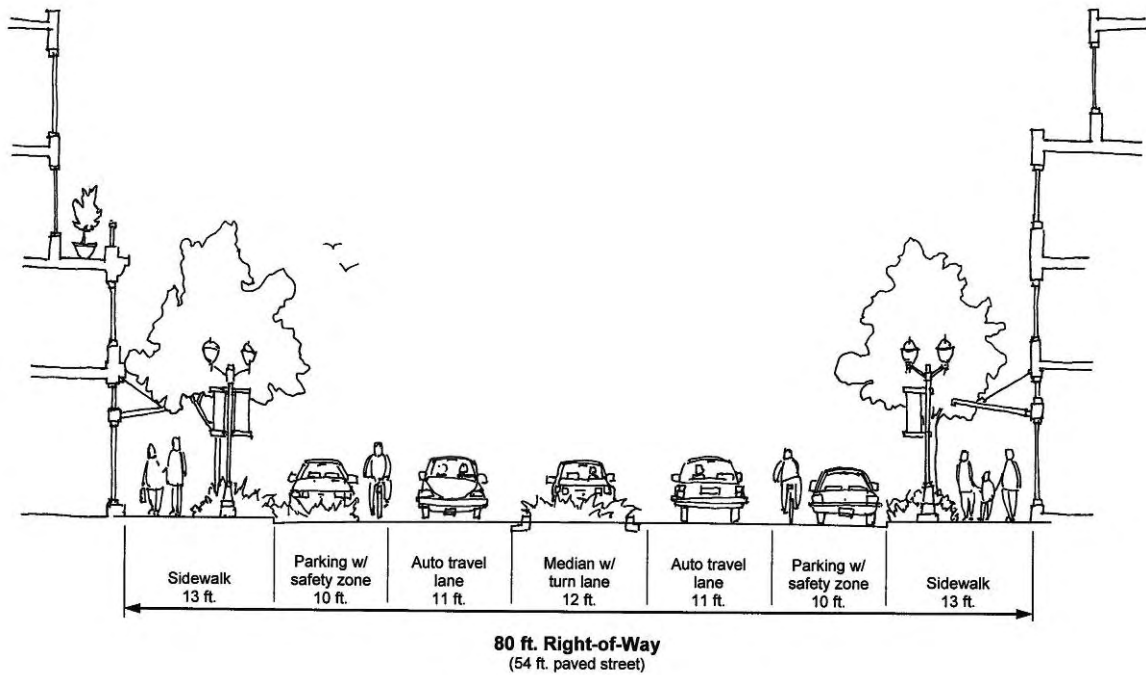 Sidewalk
13 ft.
Parking w/
safety zone
10 ft.
Auto travel
lane
11 ft.
Median w/
turn lane
12 ft.
Auto travel
lane
11 ft.
Parking w/
safety zone
10 ft.
Sidewalk
13 ft.
80 ft. Right-of-Way
(54 ft. paved street)